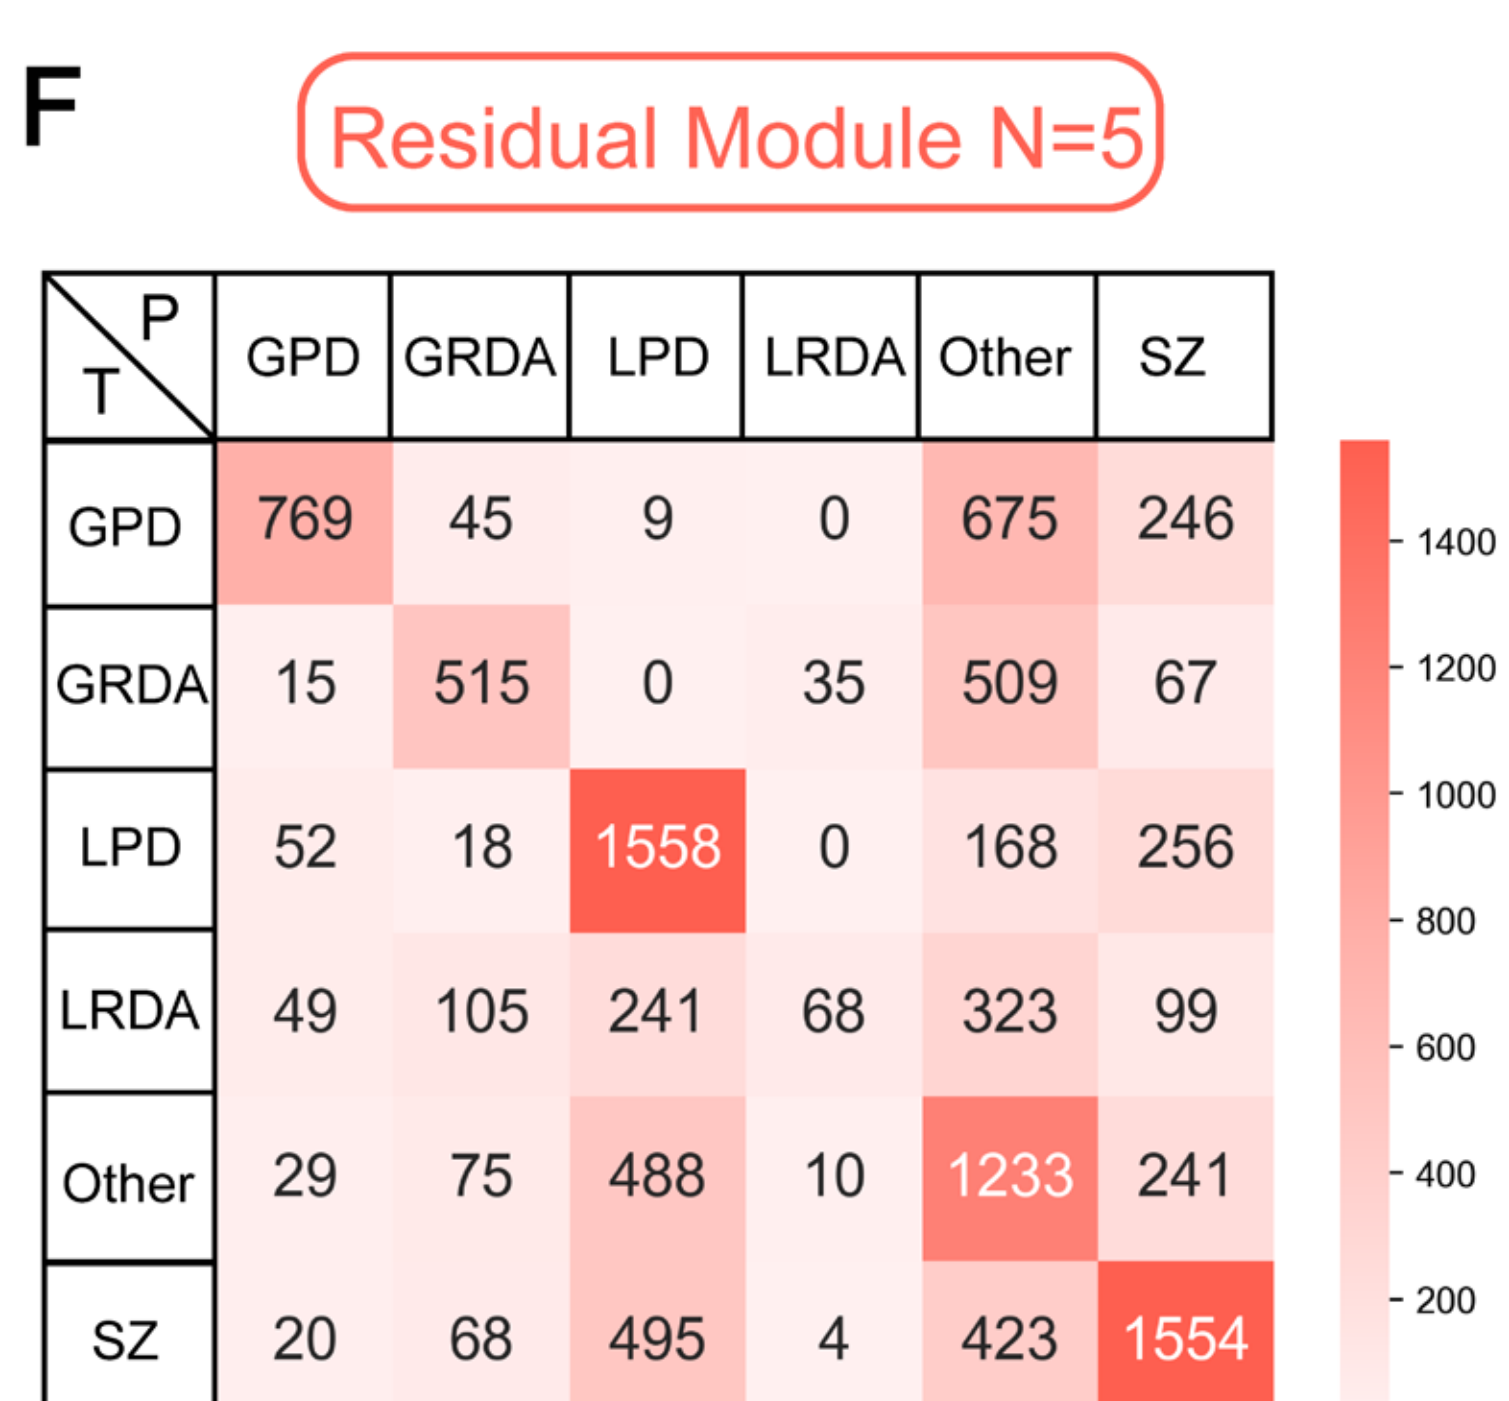 F
Residual Module N=5
P
T
GPD GRDA LPD LRDA Other SZ
GPD 769 45 9 0 675 246
GRDA 15 515 0 35 509 67
LPD 52 18 1558 0 168 256
LRDA 49 105 241 68 323 99
Other 29 75 488 10 1233 241
SZ 20 68 495 4 423 1554
1400
1200
1000
800
600
400
200